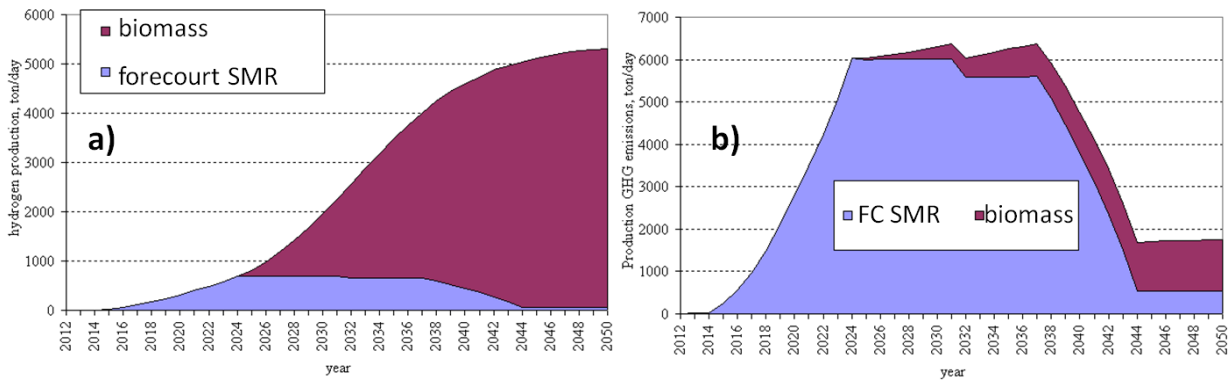 6000
5000
4000
3000
2000
1000
0
hydrogen production, ton/day
biomass
forecourt SMR
a)
2012 2014 2016 2018 2020 2022 2024 2026 2028 2030 2032 2034 2036 2038 2040 2042 2044 2046 2048 2050
year
7000
6000
5000
4000
3000
2000
1000
0
Production GHG emissions, ton/day
b)
FC SMR biomass
2012 2014 2016 2018 2020 2022 2024 2026 2028 2030 2032 2034 2036 2038 2040 2042 2044 2046 2048 2050
year